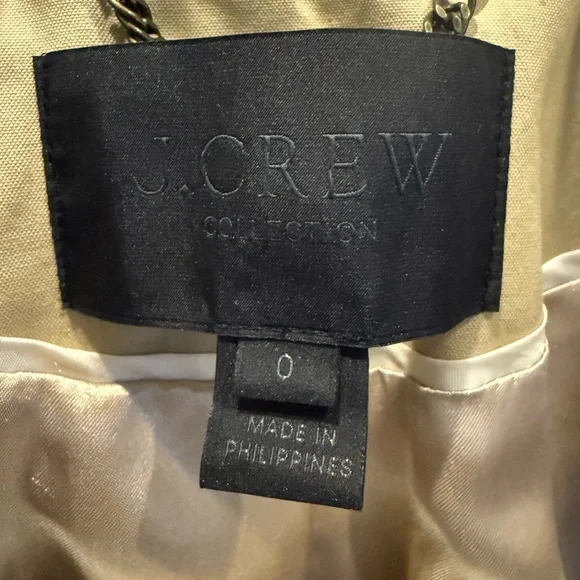 J.CREW
COLLECTION
0
MADE IN
PHILIPPINES